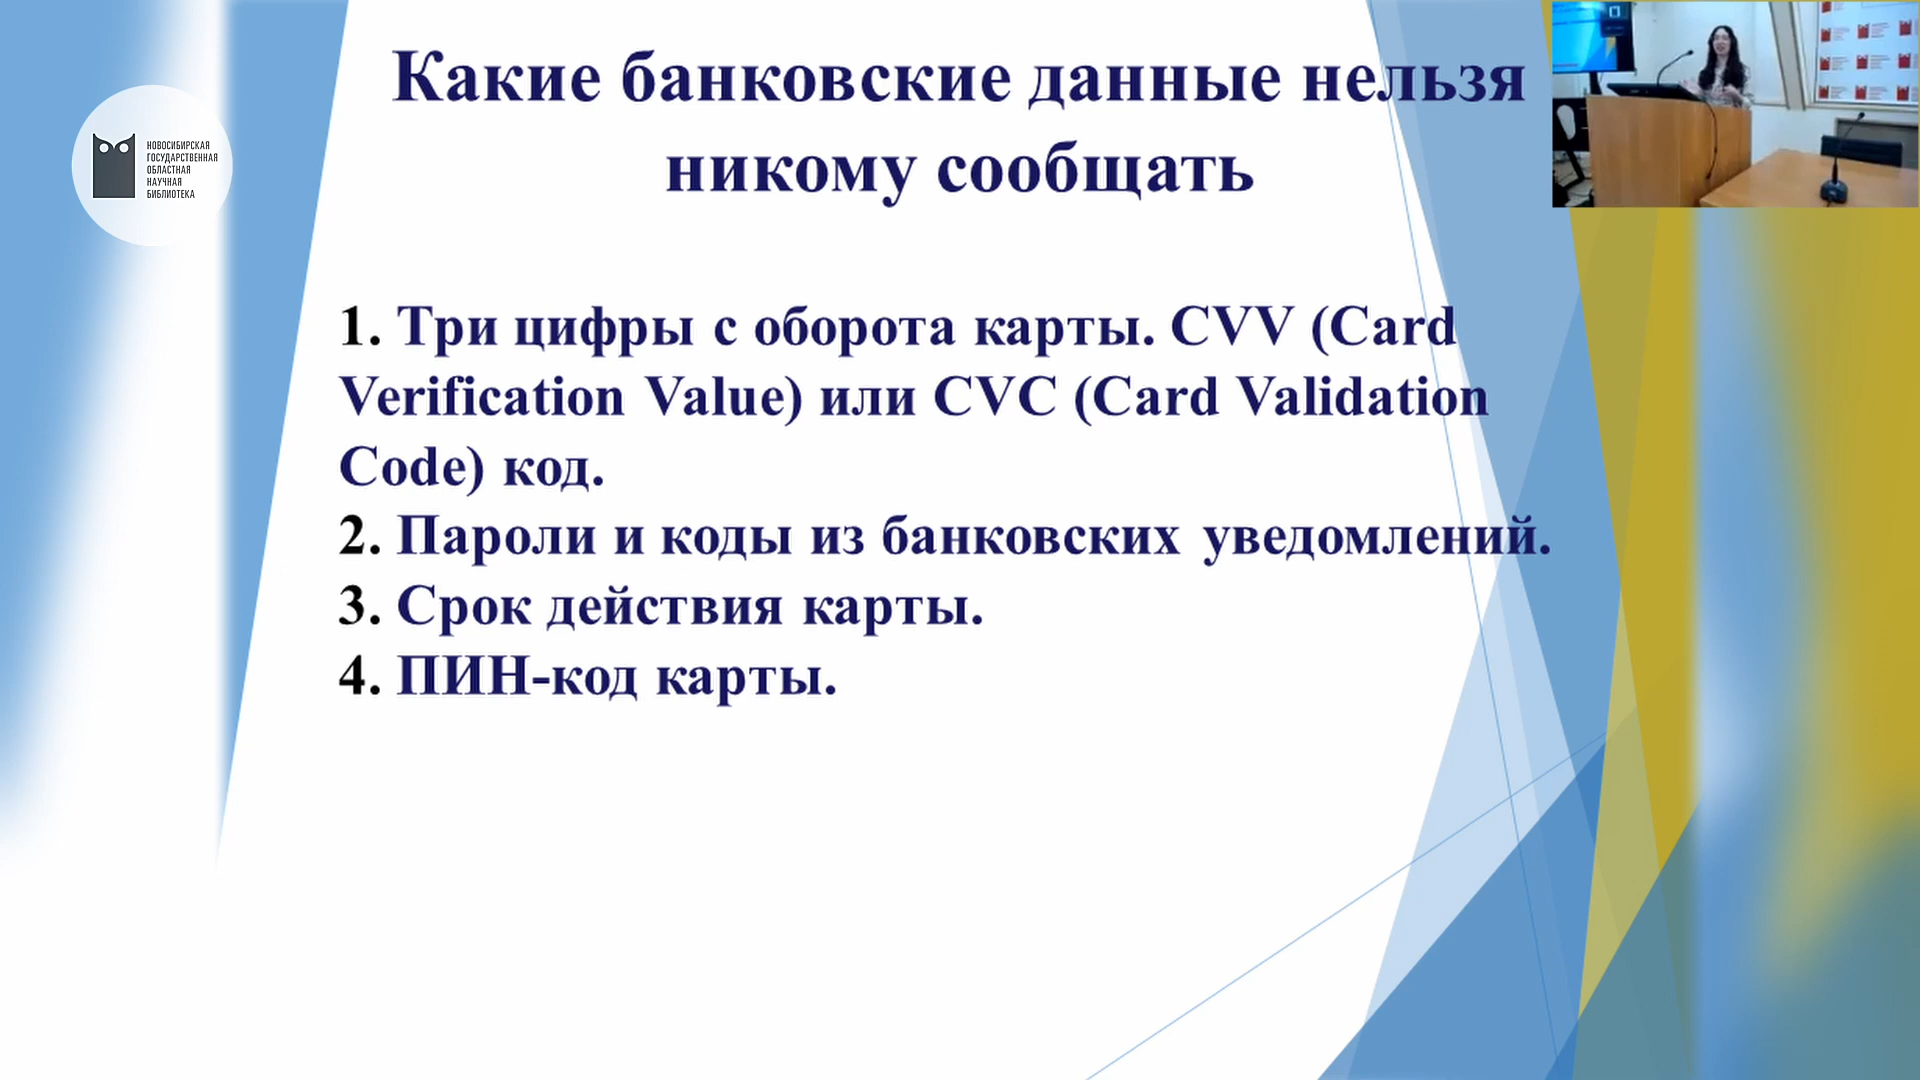 Какие банковские данные нельзя
никому сообщать
НОВОСИБИРСКАЯ
ГОСУДАРСТВЕННАЯ
ОБЛАСТНАЯ
НАУЧНАЯ
БИБЛИОТЕКА
1. Три цифры с оборота карты. CVV (Card
Verification Value) или CVC (Card Validation
Code) код.
2. Пароли и коды из банковских уведомлений.
3. Срок действия карты.
4. ПИН-код карты.